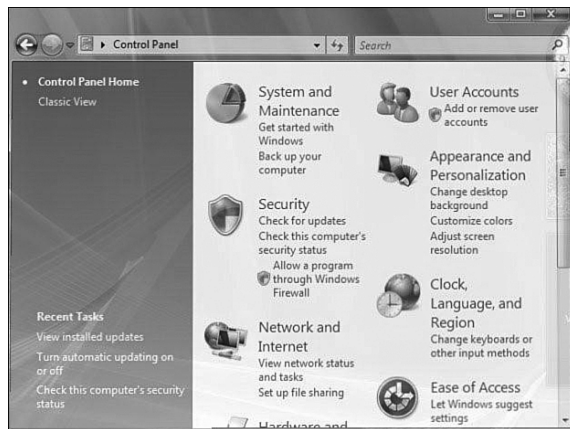 Control Panel
Search
Control Panel Home
Classic View
Recent Tasks
View installed updates
Turn automatic updating on
or off
Check this computer's security
status
System and
Maintenance
Get started with
Windows
Back up your
computer
Security
Check for updates
Check this computer's
security status
Allow a program
through Windows
Firewall
Network and
Internet
View network status
and tasks
Set up file sharing
Hardware and
User Accounts
Add or remove user
accounts
Appearance and
Personalization
Change desktop
background
Customize colors
Adjust screen
resolution
Clock,
Language, and
Region
Change keyboards or
other input methods
Ease of Access
Let Windows suggest
settings